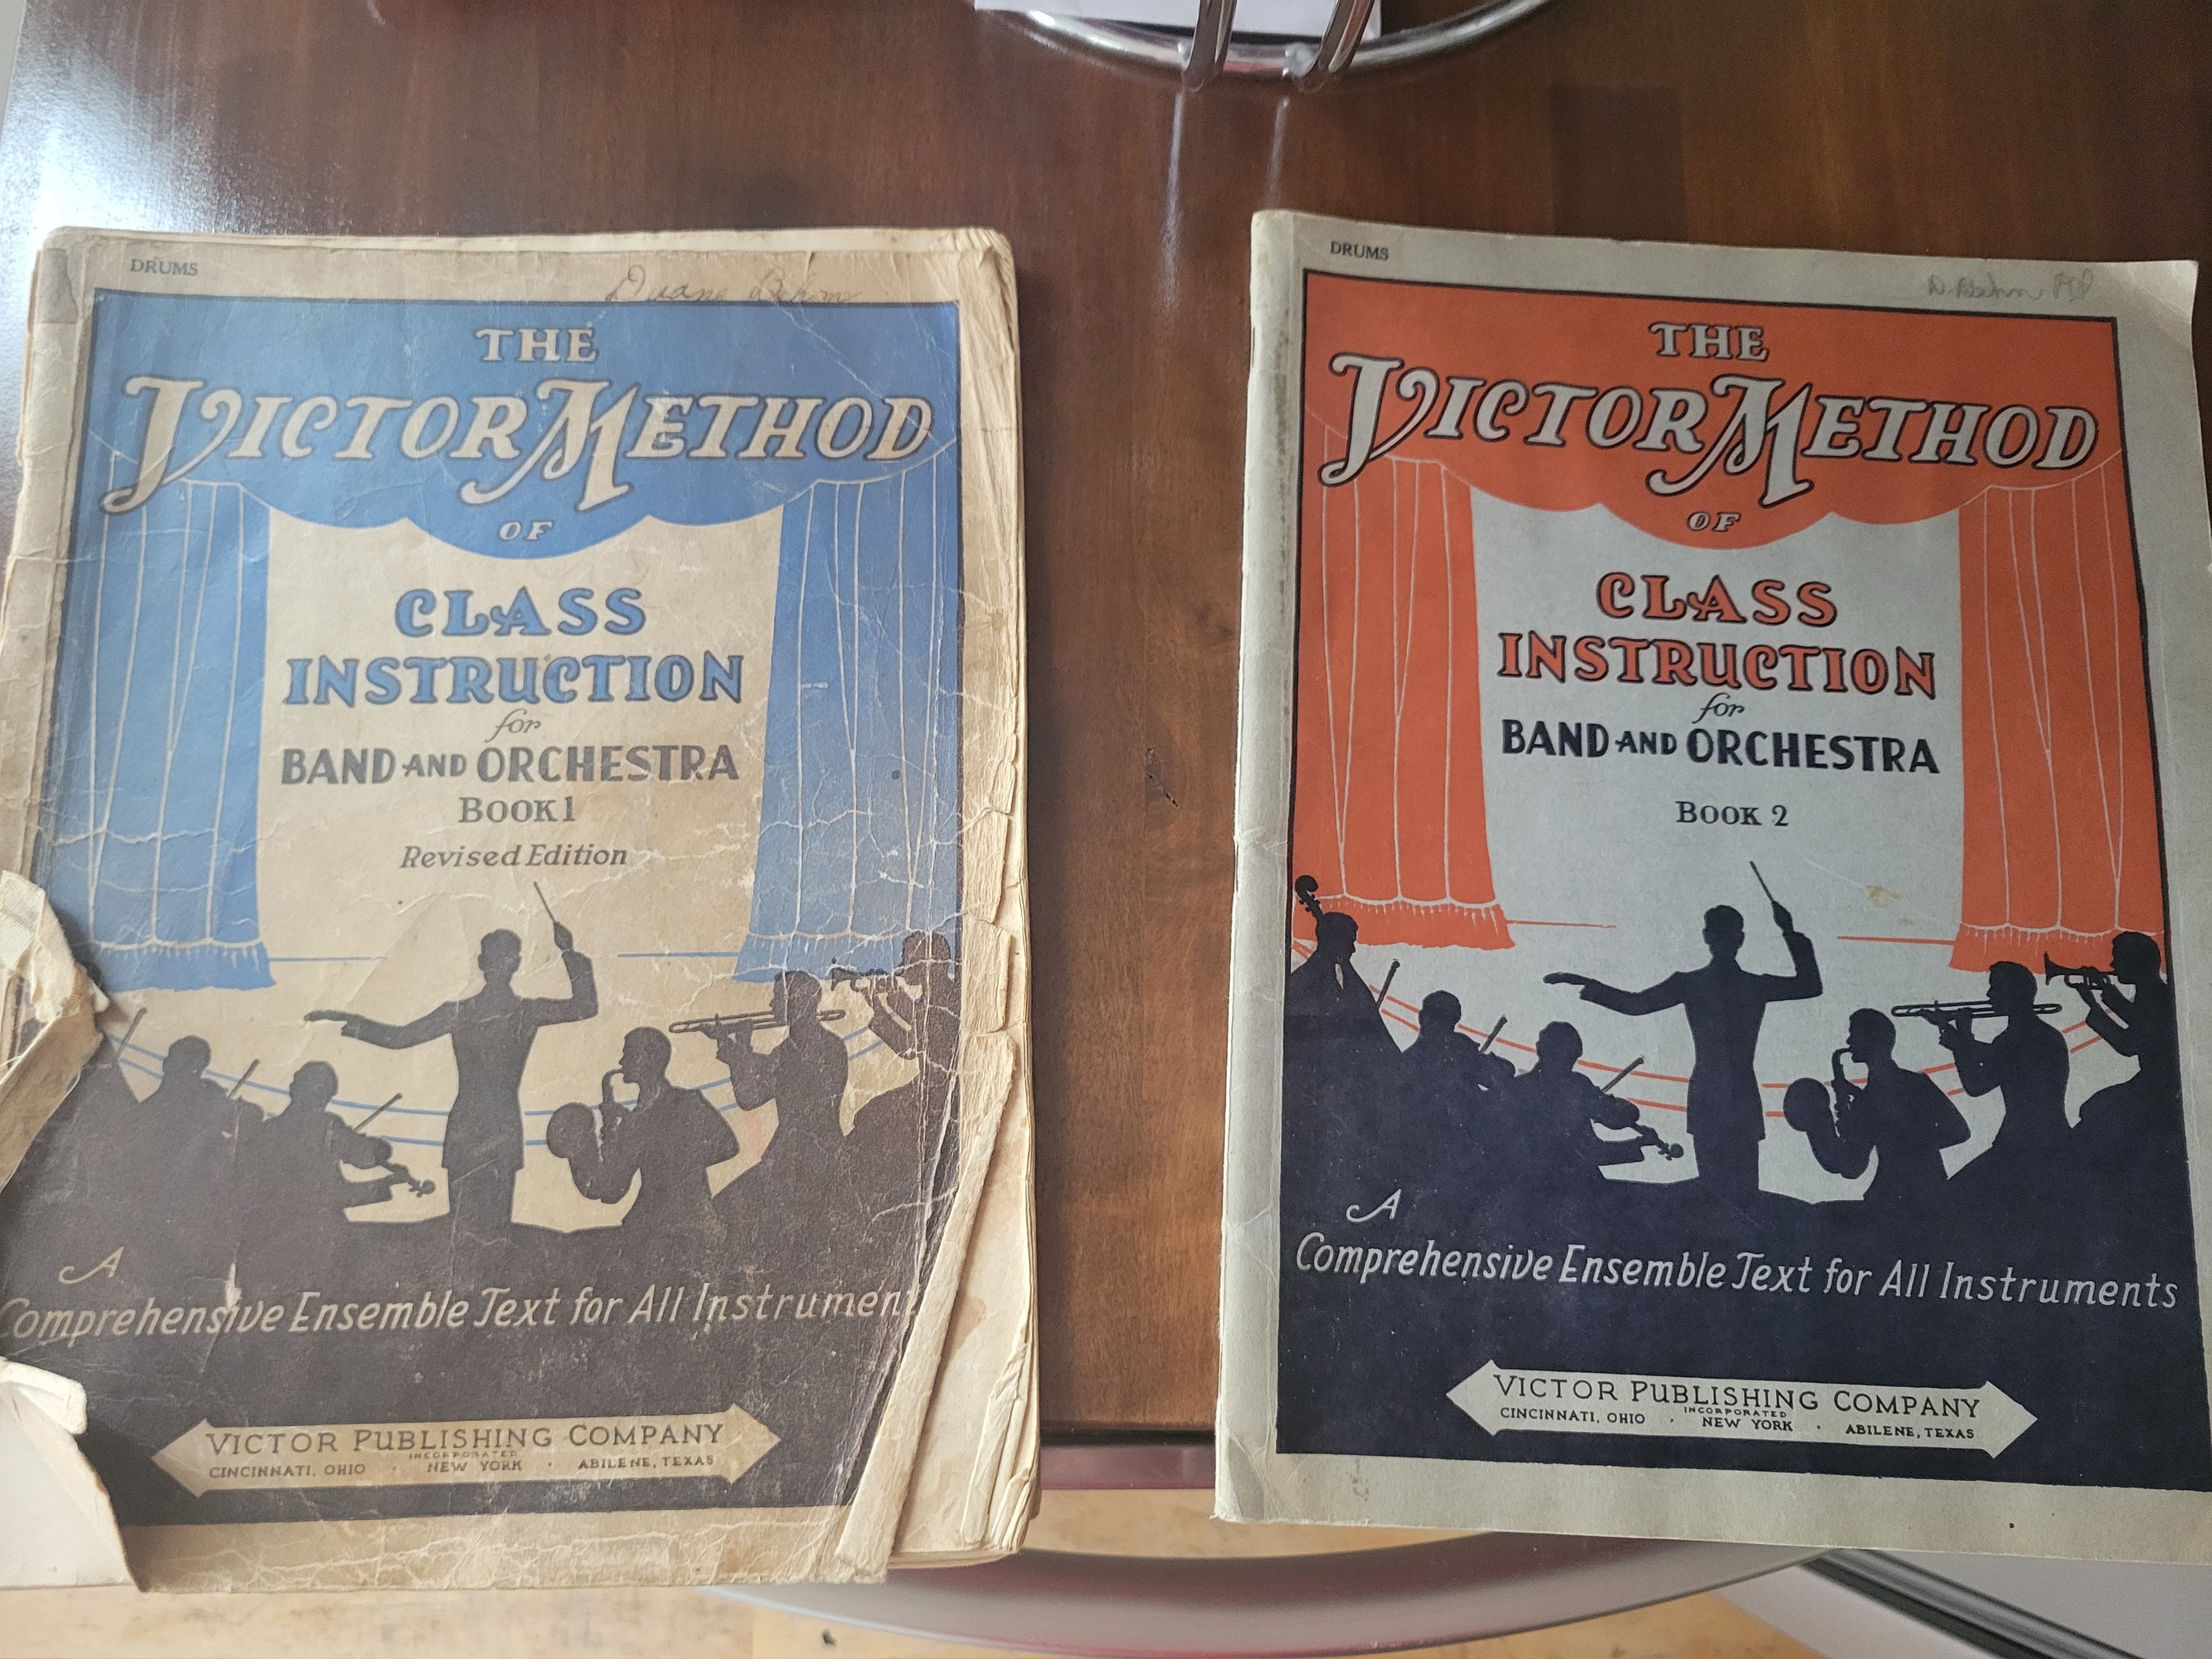 DRUMS
Duane
THE
VICTOR METHOD
OF
CLASS
INSTRUCTION
for
BAND AND ORCHESTRA
BOOK 1
Revised Edition
A
Comprehensive Ensemble Text for All Instrument
VICTOR PUBLISHING COMPANY
INCORPORATED
CINCINNATI, OHIO · NEW YORK · ABILENE, TEXAS
DRUMS
THE
VICTOR METHOD
OF
CLASS
INSTRUCTION
for
BAND AND ORCHESTRA
BOOK 2
A
Comprehensive Ensemble Text for All Instruments
VICTOR PUBLISHING COMPANY
INCORPORATED
CINCINNATI, OHIO · NEW YORK · ABILENE, TEXAS